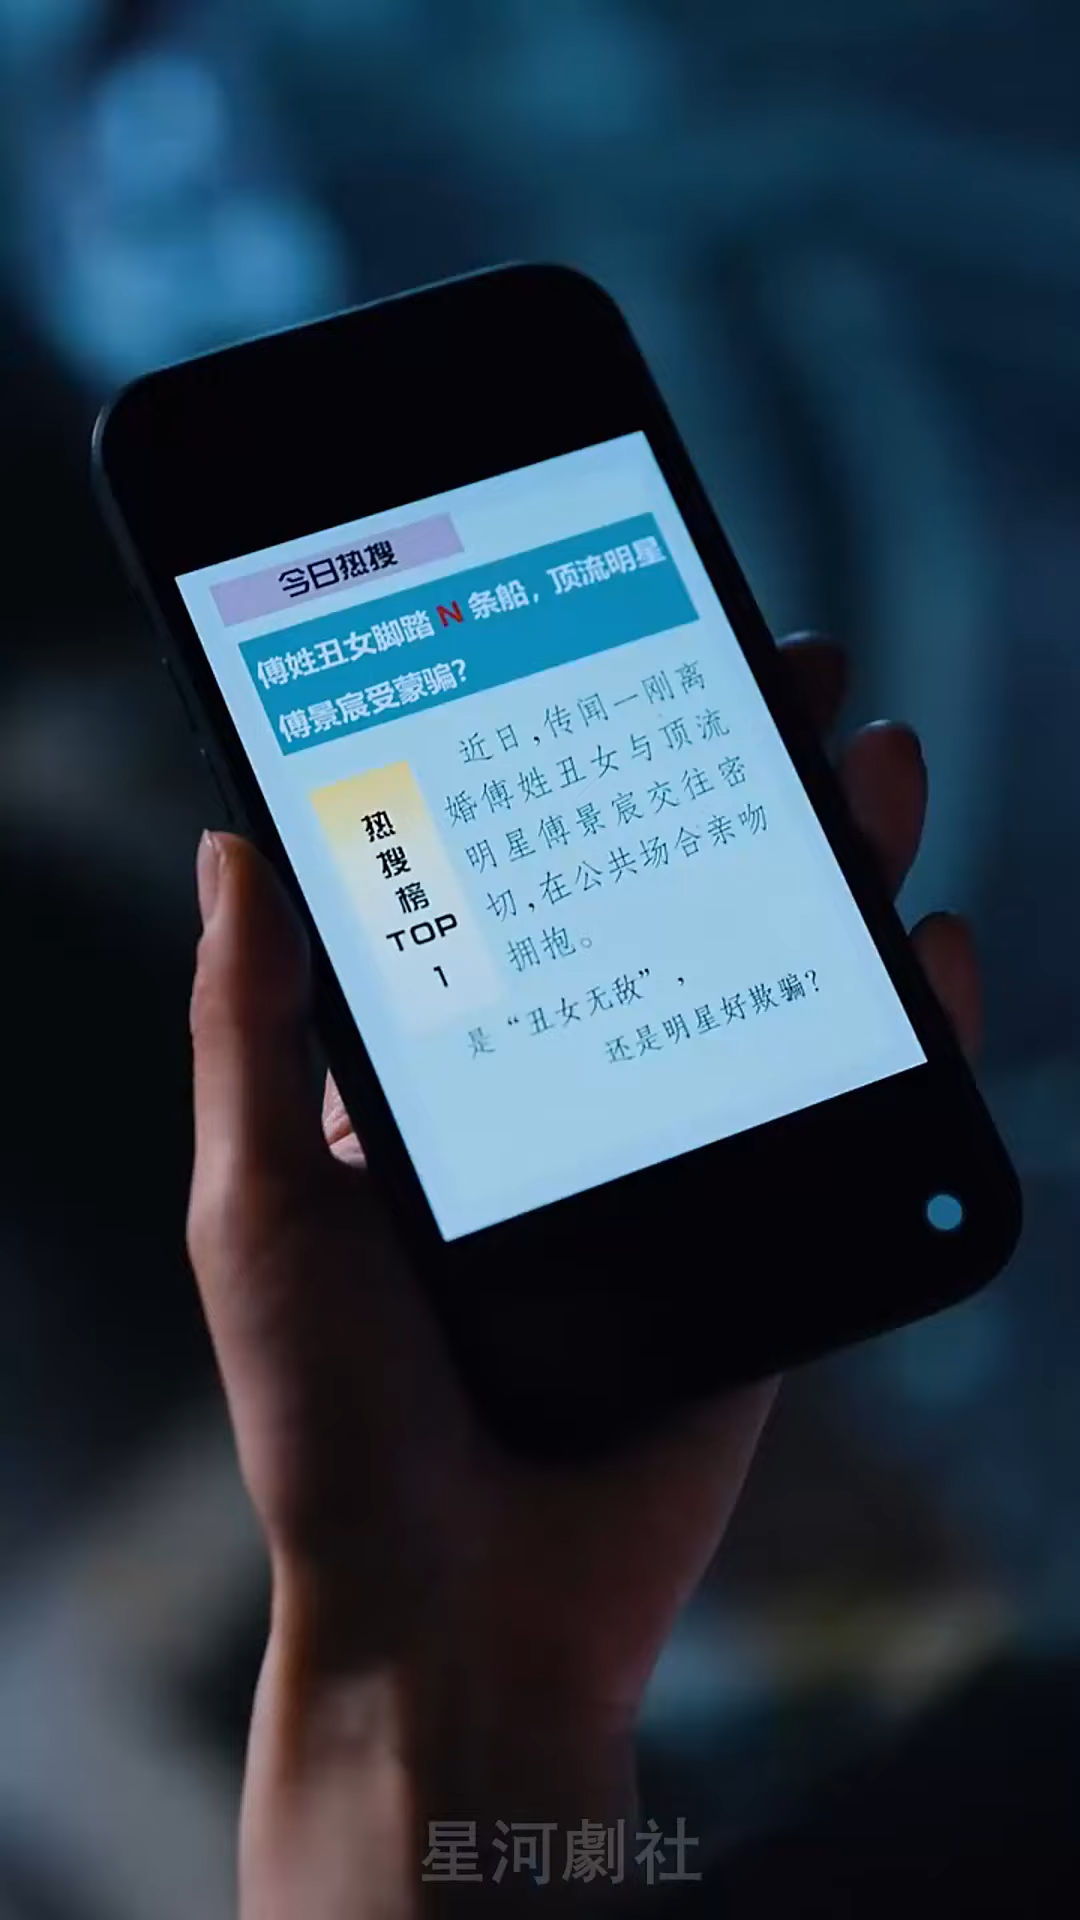 今日热搜
傅姓丑女脚踏 N 条船，顶流明星
傅景宸受蒙骗？
热
搜
榜
TOP
1
近日，传闻一刚离
婚傅姓丑女与顶流
明星傅景宸交往密
切，在公共场合亲吻
拥抱。
是“丑女无敌”，
还是明星好欺骗？
星河劇社